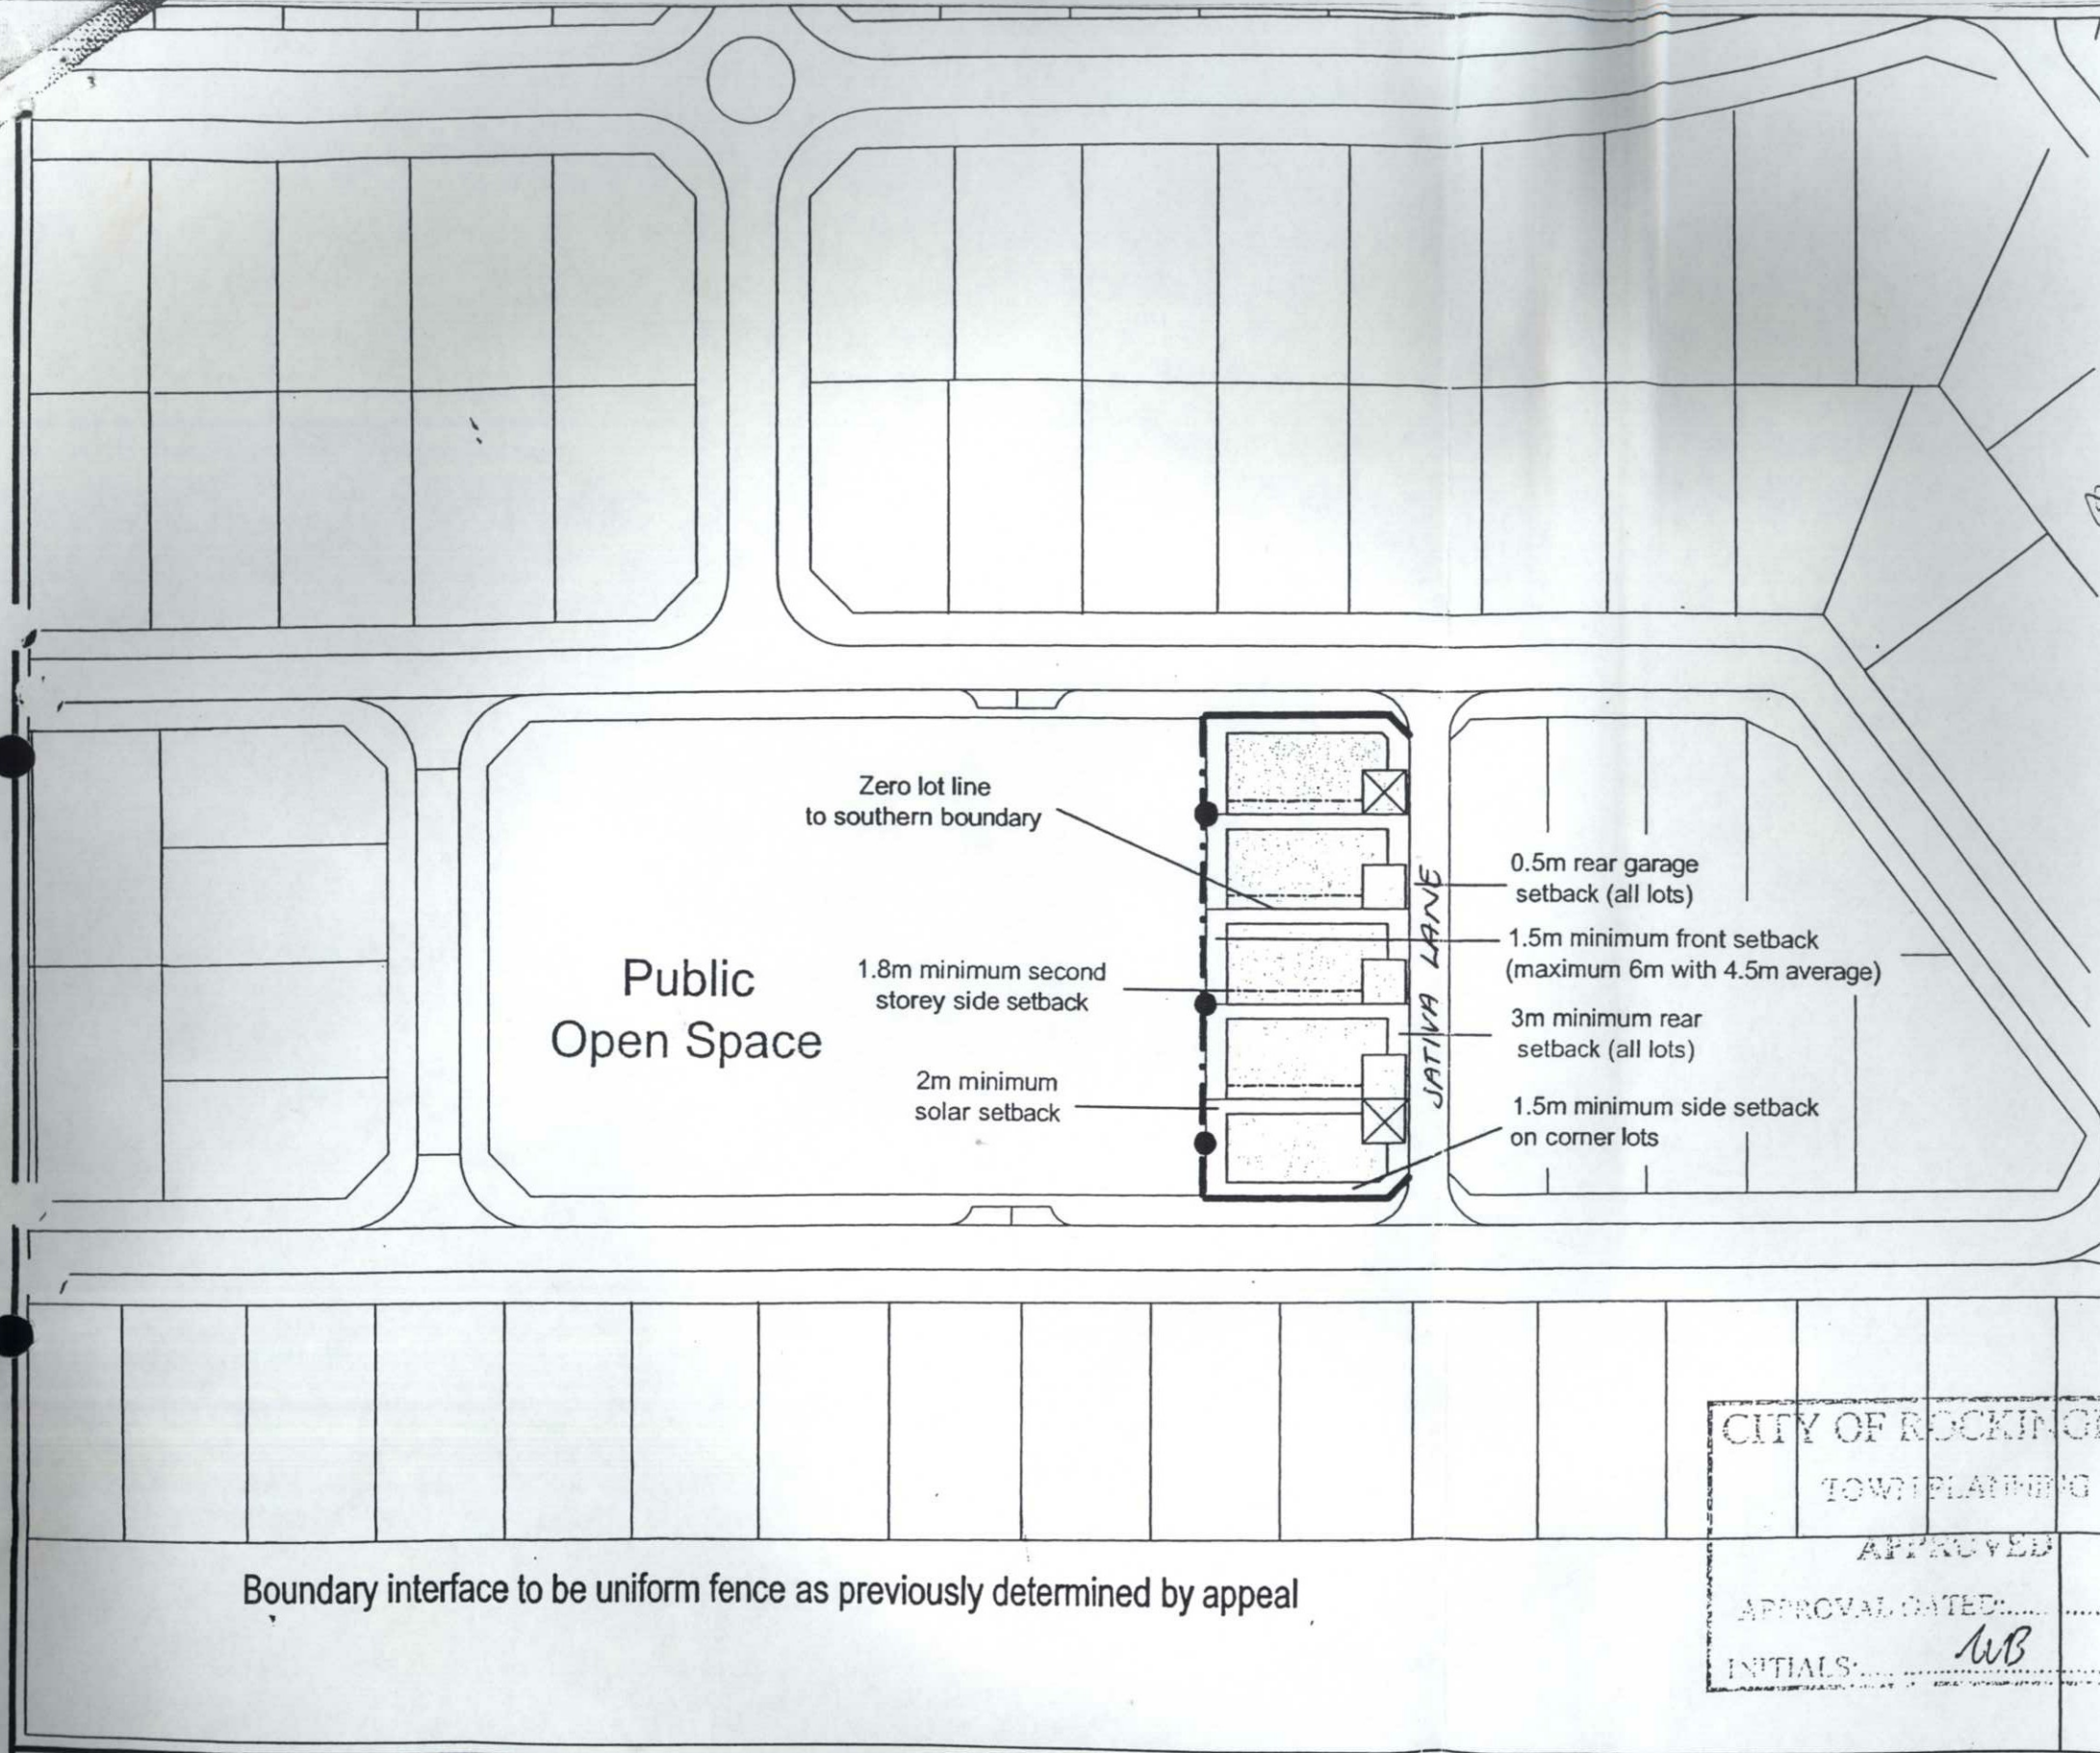 Zero lot line
to southern boundary
0.5m rear garage
setback (all lots)
1.5m minimum front setback
(maximum 6m with 4.5m average)
Public
Open Space
1.8m minimum second
storey side setback
JATIVA LANE
3m minimum rear
setback (all lots)
2m minimum
solar setback
1.5m minimum side setback
on corner lots
Boundary interface to be uniform fence as previously determined by appeal
CITY OF
TOWN PLANNING
APPROVED
APPROVAL DATED:
INITIALS: